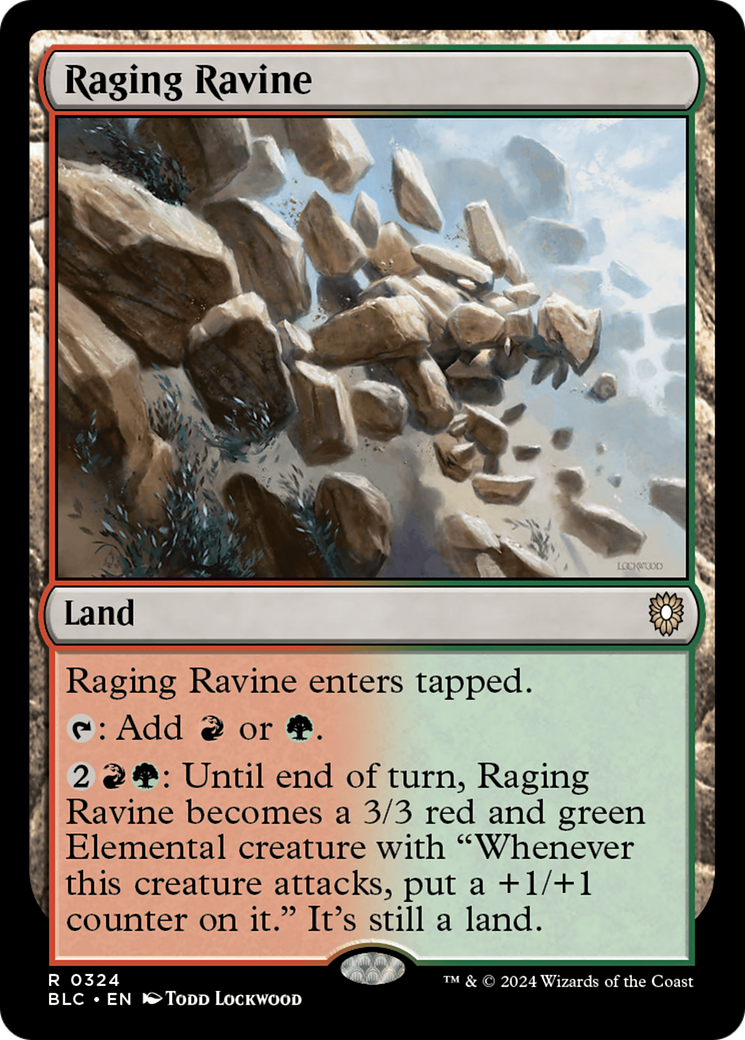 Raging Ravine
LOCKWOOD
Land
Raging Ravine enters tapped.
: Add or .
2: Until end of turn, Raging
Ravine becomes a 3/3 red and green
Elemental creature with “Whenever
this creature attacks, put a +1/+1
counter on it.” It’s still a land.
R 0324
™ & © 2024 Wizards of the Coast
BLC • EN Todd Lockwood